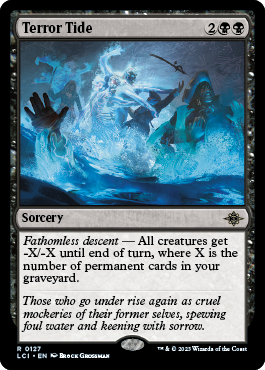 Terror Tide 2
Sorcery
Fathomless descent — All creatures get
-X/-X until end of turn, where X is the
number of permanent cards in your
graveyard.
Those who go under rise again as cruel
mockeries of their former selves, spewing
foul water and keening with sorrow.
R 0127
LCI • EN Brock Grossman
™ & © 2023 Wizards of the Coast